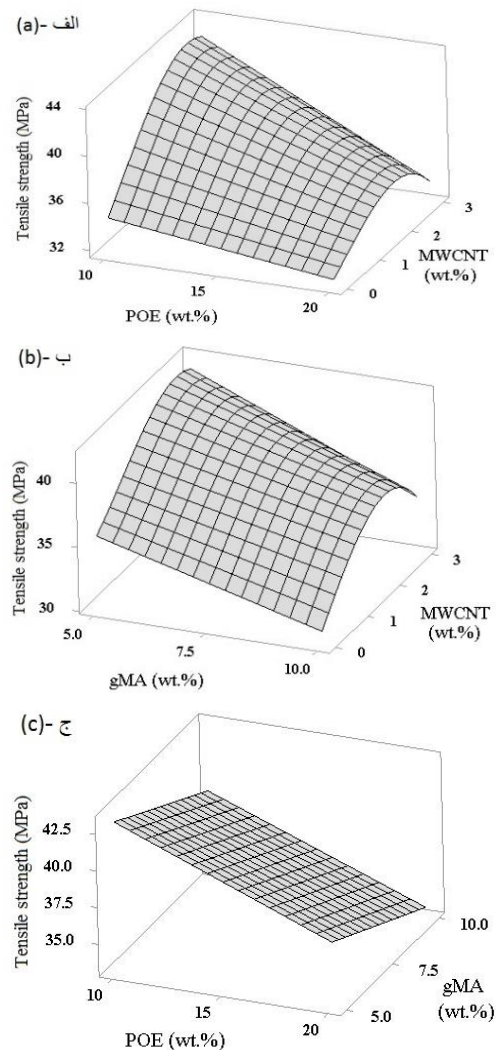 (a)- الف
44
40
36
32
Tensile strength (MPa)
10
15
20
POE (wt.%)
0
1
2
3
MWCNT
(wt.%)
(b)- ب
40
35
30
Tensile strength (MPa)
5.0
7.5
10.0
gMA (wt.%)
0
1
2
3
MWCNT
(wt.%)
(c)- ج
42.5
40.0
37.5
35.0
Tensile strength (MPa)
10
15
20
POE (wt.%)
5.0
7.5
10.0
gMA
(wt.%)